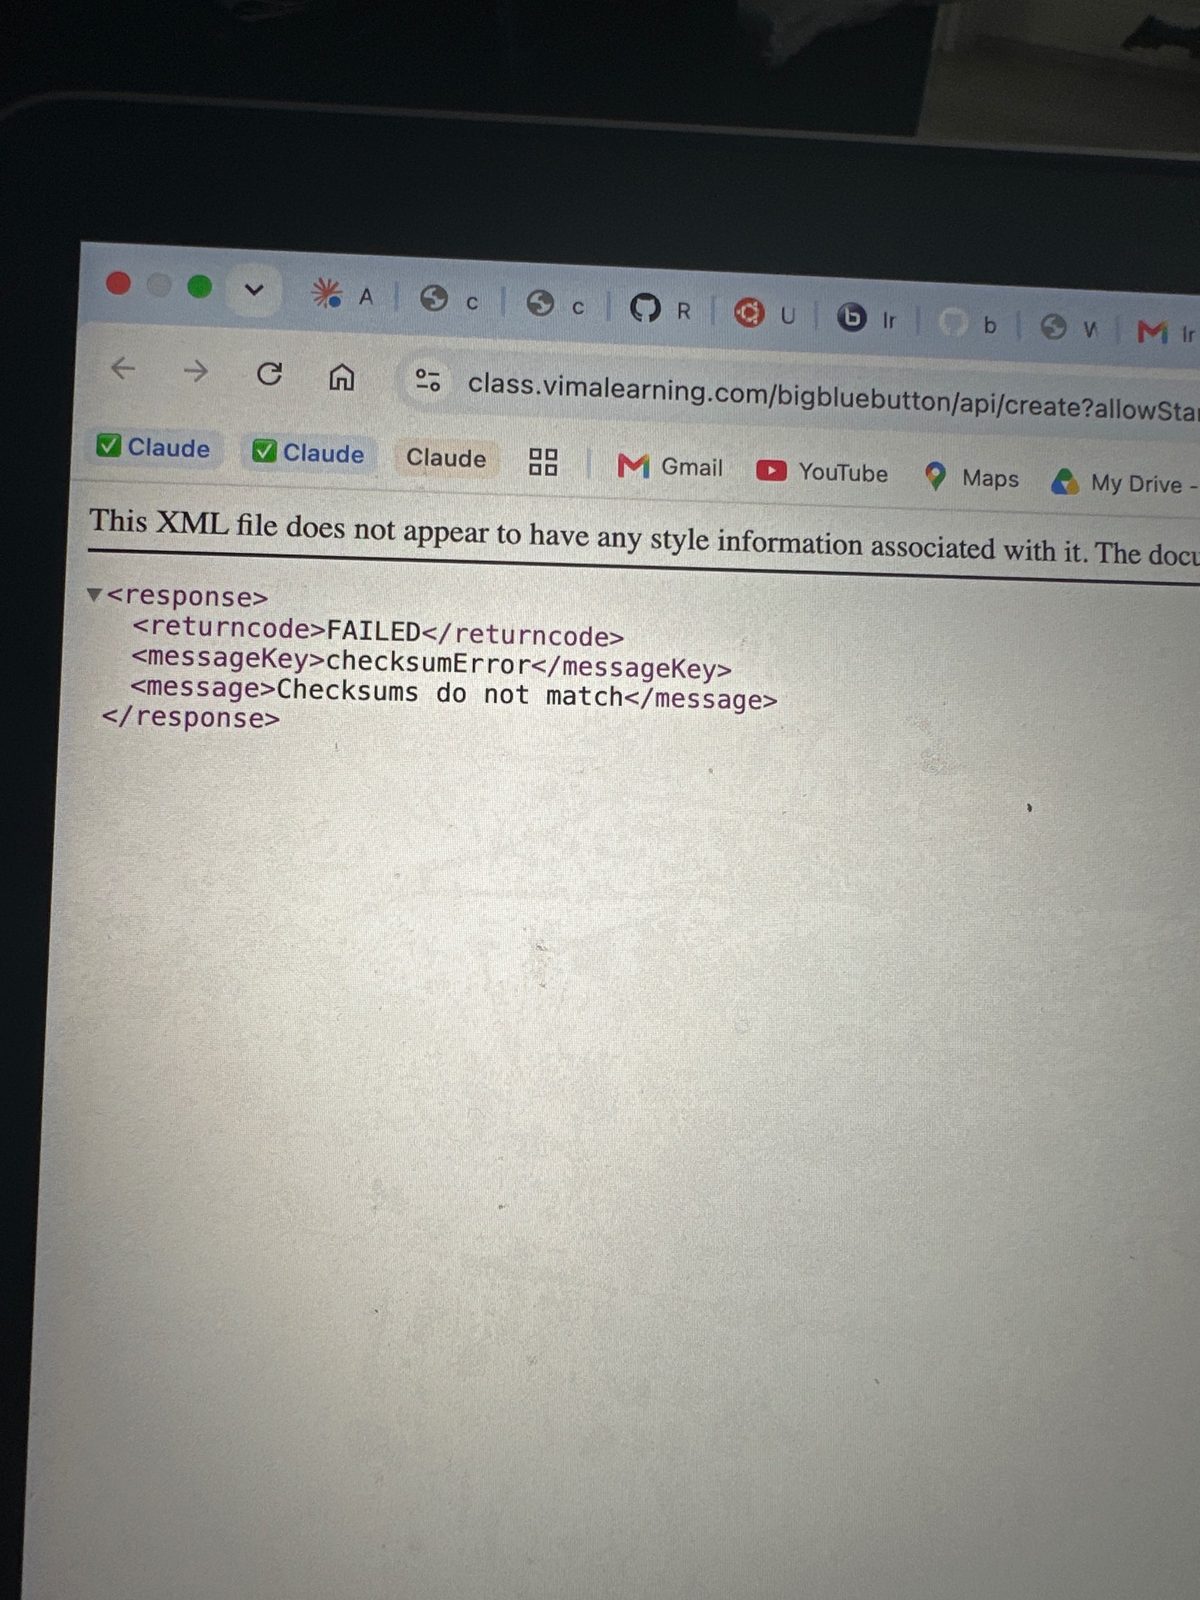 A
c
c
R
U
Ir
b
Ir
class.vimalearning.com/bigbluebutton/api/create?allowSta
Claude
Claude
Claude
Gmail
YouTube
Maps
My Drive -
This XML file does not appear to have any style information associated with it. The docu
▼<response>
<returncode>FAILED</returncode>
<messageKey>checksumError</messageKey>
<message>Checksums do not match</message>
</response>